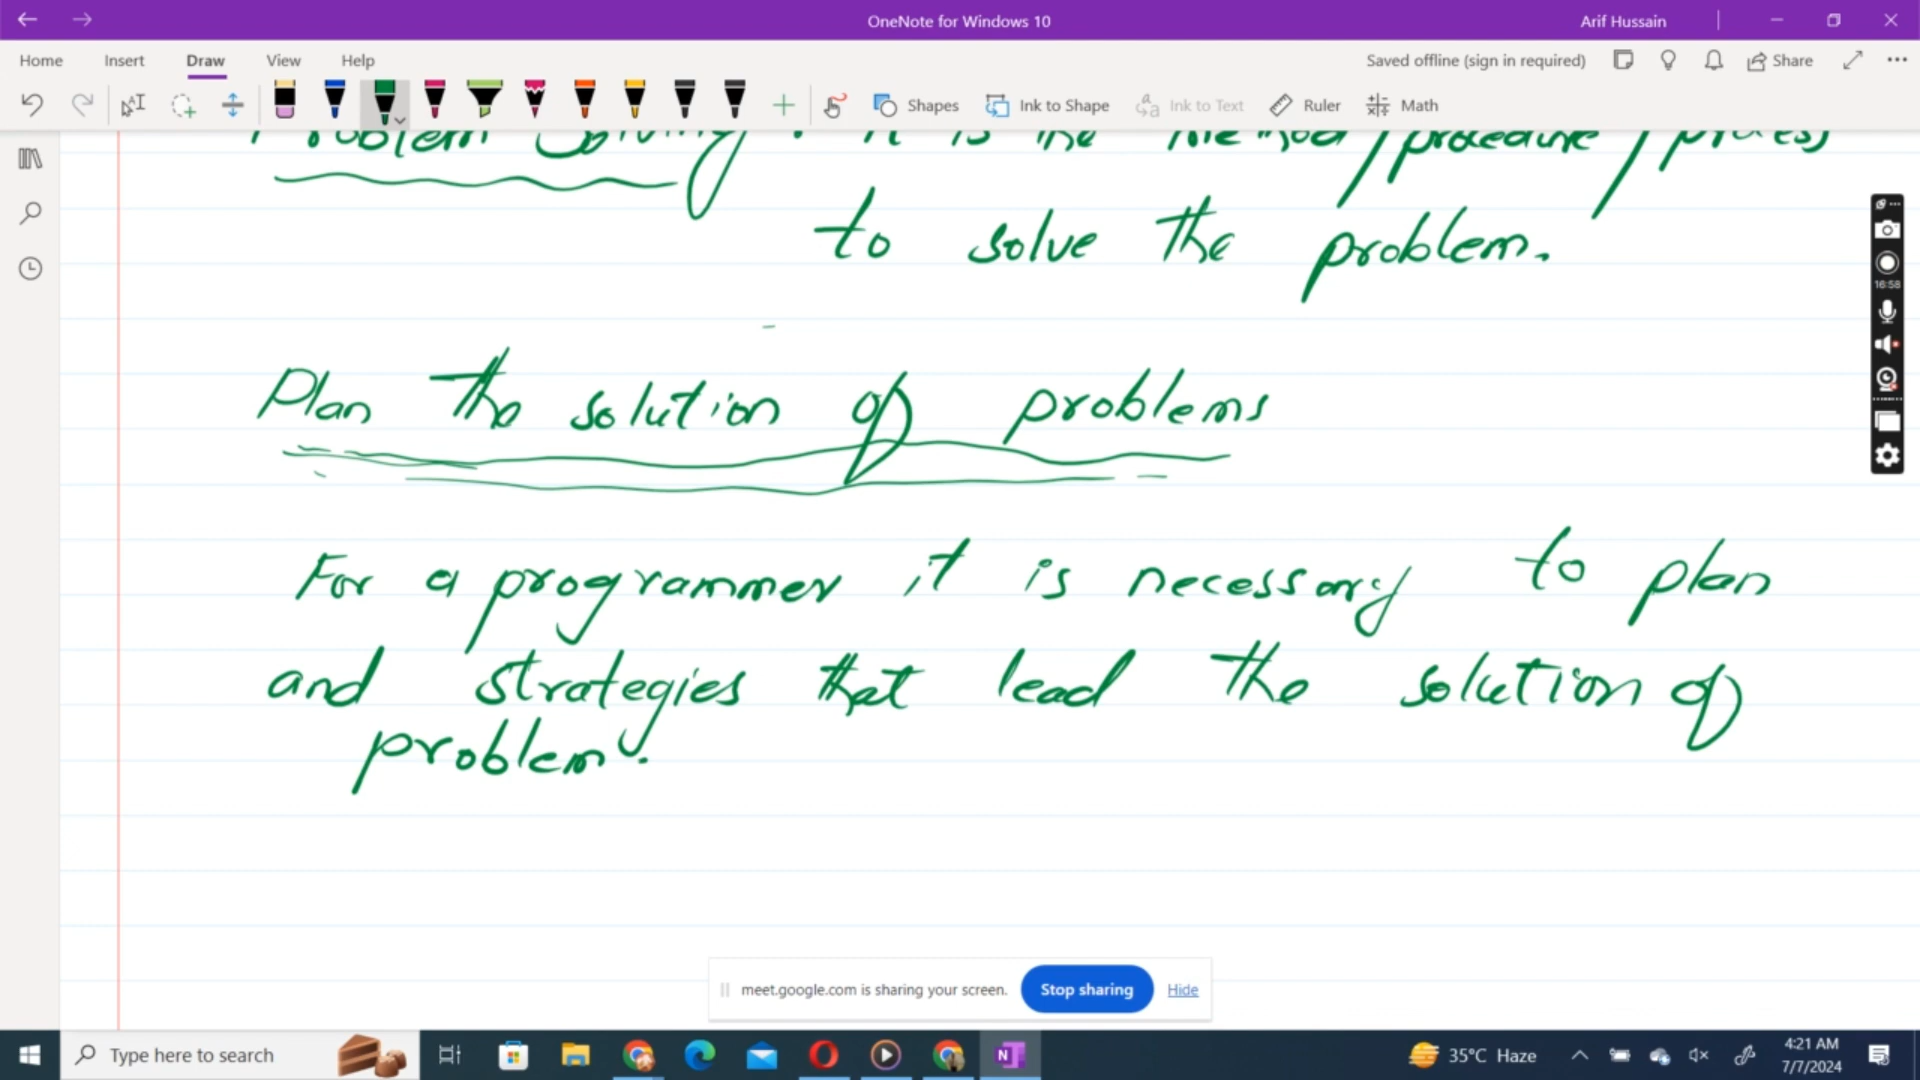 OneNote for Windows 10
Arif Hussain
Home Insert Draw View Help
Saved offline (sign in required) Share
Shapes Ink to Shape Ink to Text Ruler Math
Problem Solving : it is the method/procedure/process
to solve the problem.
16:58
Plan the solution of problems
For a programmer it is necessary to plan
and strategies that lead the solution of
problem.
meet.google.com is sharing your screen. Stop sharing Hide
Type here to search
35°C Haze
4:21 AM
7/7/2024